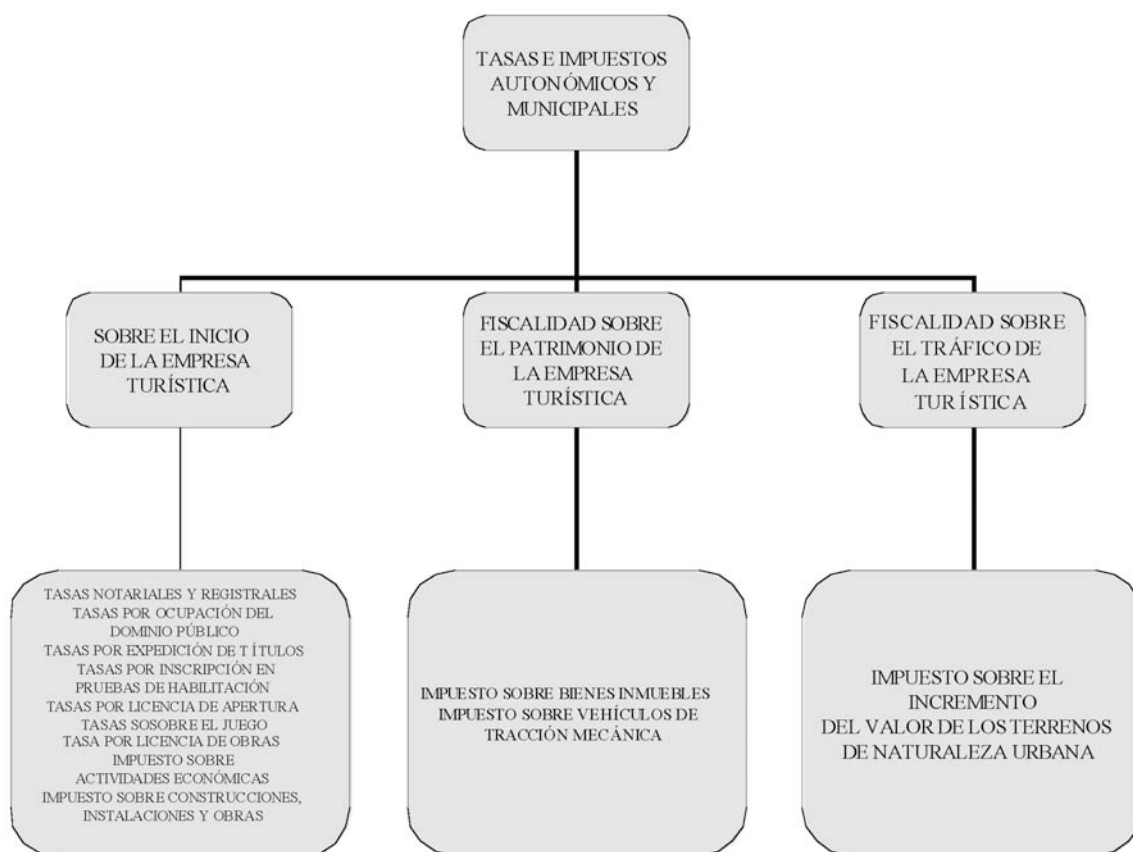 TASAS E IMPUESTOS
AUTONÓMICOS Y
MUNICIPALES
SOBRE EL INICIO
DE LA EMPRESA
TURÍSTICA
FISCALIDAD SOBRE
EL PATRIMONIO DE
LA EMPRESA
TURÍSTICA
FISCALIDAD SOBRE
EL TRÁFICO DE
LA EMPRESA
TURÍSTICA
TASAS NOTARIALES Y REGISTRALES
TASAS POR OCUPACIÓN DEL
DOMINIO PÚBLICO
TASAS POR EXPEDICIÓN DE TÍTULOS
TASAS POR INSCRIPCIÓN EN
PRUEBAS DE HABILITACIÓN
TASAS POR LICENCIA DE APERTURA
TASAS SOSOBRE EL JUEGO
TASA POR LICENCIA DE OBRAS
IMPUESTO SOBRE
ACTIVIDADES ECONÓMICAS
IMPUESTO SOBRE CONSTRUCCIONES,
INSTALACIONES Y OBRAS
IMPUESTO SOBRE BIENES INMUEBLES
IMPUESTO SOBRE VEHÍCULOS DE
TRACCIÓN MECÁNICA
IMPUESTO SOBRE EL
INCREMENTO
DEL VALOR DE LOS TERRENOS
DE NATURALEZA URBANA